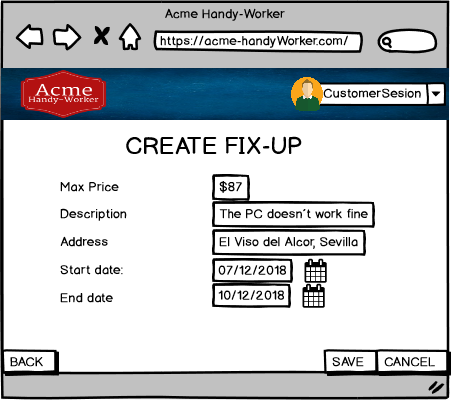 Acme Handy-Worker
https://acme-handyWorker.com/
Acme
Handy-Worker
CustomerSesion
CREATE FIX-UP
Max Price
$87
Description
The PC doesn´t work fine
Address
El Viso del Alcor, Sevilla
Start date:
07/12/2018
End date
10/12/2018
BACK
SAVE
CANCEL